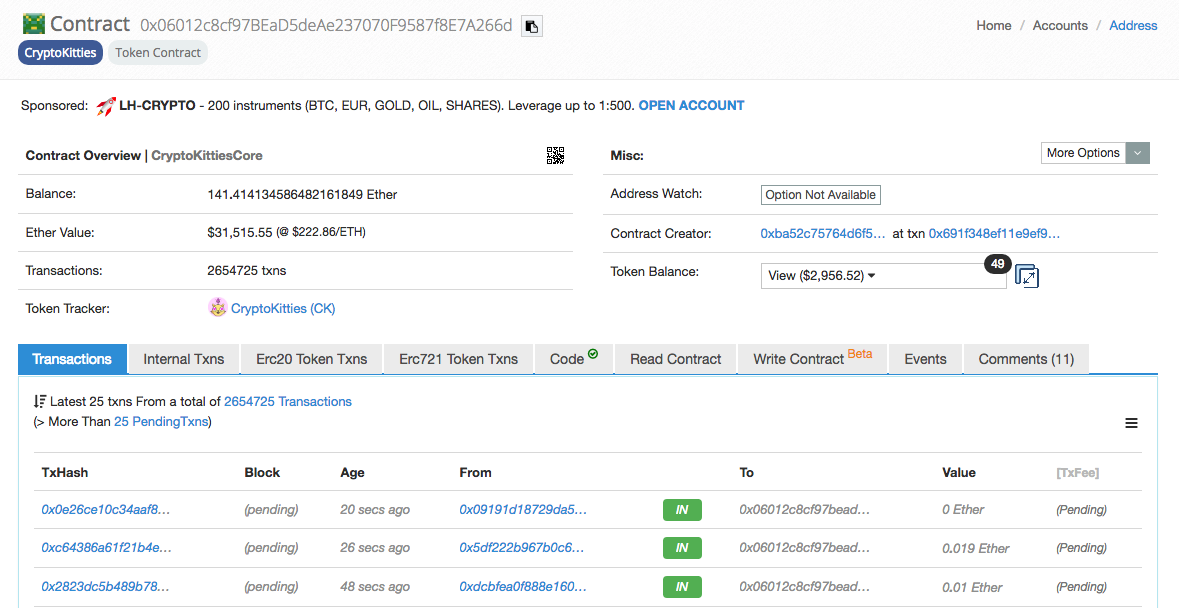 Contract 0x06012c8cf97BEaD5deAe237070F9587f8E7A266d
Home / Accounts / Address
CryptoKitties Token Contract
Sponsored: LH-CRYPTO - 200 instruments (BTC, EUR, GOLD, OIL, SHARES). Leverage up to 1:500. OPEN ACCOUNT
Contract Overview | CryptoKittiesCore
Balance: 141.414134586482161849 Ether
Ether Value: $31,515.55 (@ $222.86/ETH)
Transactions: 2654725 txns
Token Tracker: CryptoKitties (CK)
Misc: More Options
Address Watch: Option Not Available
Contract Creator: 0xba52c75764d6f5... at txn 0x691f348ef11e9ef9...
Token Balance: View ($2,956.52) 49
Transactions Internal Txns Erc20 Token Txns Erc721 Token Txns Code Read Contract Write Contract Beta Events Comments (11)
Latest 25 txns From a total of 2654725 Transactions
(> More Than 25 PendingTxns)
TxHash Block Age From To Value [TxFee]
0x0e26ce10c34aaf8... (pending) 20 secs ago 0x09191d18729da5... IN 0x06012c8cf97bead... 0 Ether (Pending)
0xc64386a61f21b4e... (pending) 26 secs ago 0x5df222b967b0c6... IN 0x06012c8cf97bead... 0.019 Ether (Pending)
0x2823dc5b489b78... (pending) 48 secs ago 0xdcbfea0f888e160... IN 0x06012c8cf97bead... 0.01 Ether (Pending)